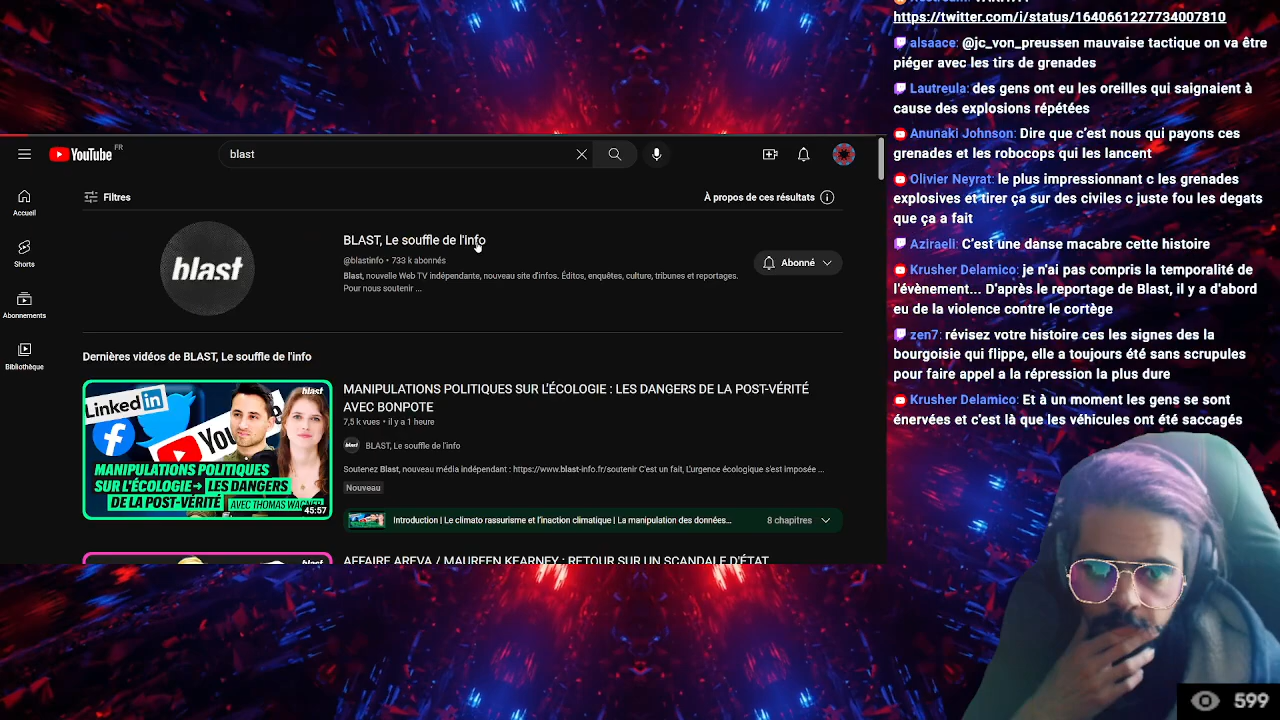 YouTube FR
blast
Accueil
Shorts
Abonnements
Bibliothèque
Filtres
À propos de ces résultats
blast
BLAST, Le souffle de l'info
@blastinfo • 733 k abonnés
Blast, nouvelle Web TV indépendante, nouveau site d'infos. Éditos, enquêtes, culture, tribunes et reportages.
Pour nous soutenir ...
Abonné
Dernières vidéos de BLAST, Le souffle de l'info
blast
LinkedIn
MANIPULATIONS POLITIQUES
SUR L'ÉCOLOGIE → LES DANGERS
DE LA POST-VÉRITÉ AVEC THOMAS WAGNER
45:57
MANIPULATIONS POLITIQUES SUR L'ÉCOLOGIE : LES DANGERS DE LA POST-VÉRITÉ
AVEC BONPOTE
7,5 k vues • il y a 1 heure
blast BLAST, Le souffle de l'info
Soutenez Blast, nouveau média indépendant : https://www.blast-info.fr/soutenir C'est un fait, L'urgence écologique s'est imposée ...
Nouveau
Introduction | Le climato rassurisme et l'inaction climatique | La manipulation des données...
8 chapitres
blast
AFFAIRE AREVA / MAUREEN KEARNEY : RETOUR SUR UN SCANDALE D'ÉTAT
https://twitter.com/i/status/1640661227734007810
alsaace: @jc_von_preussen mauvaise tactique on va être
piéger avec les tirs de grenades
Lautreula: des gens ont eu les oreilles qui saignaient à
cause des explosions répétées
Anunaki Johnson: Dire que c'est nous qui payons ces
grenades et les robocops qui les lancent
Olivier Neyrat: le plus impressionnant c les grenades
explosives et tirer ça sur des civiles c juste fou les degats
que ça a fait
Aziraeli: C'est une danse macabre cette histoire
Krusher Delamico: je n'ai pas compris la temporalité de
l'évènement... D'après le reportage de Blast, il y a d'abord
eu de la violence contre le cortège
zen7: révisez votre histoire ces les signes des la
bourgoisie qui flippe, elle a toujours été sans scrupules
pour faire appel a la répression la plus dure
Krusher Delamico: Et à un moment les gens se sont
énervées et c'est là que les véhicules ont été saccagés
599